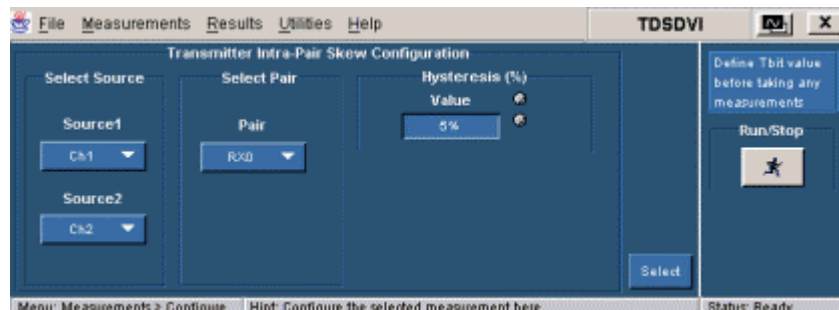 File Measurements Results Utilities Help TDSDVI X
Transmitter Intra-Pair Skew Configuration
Select Source
Source1
Ch1
Source2
Ch2
Select Pair
Pair
RX0
Hysteresis (%)
Value
5%
Select
Define Tbit value
before taking any
measurements
Run/Stop
Menu: Measurements > Configure Hint: Configure the selected measurement here Status: Ready